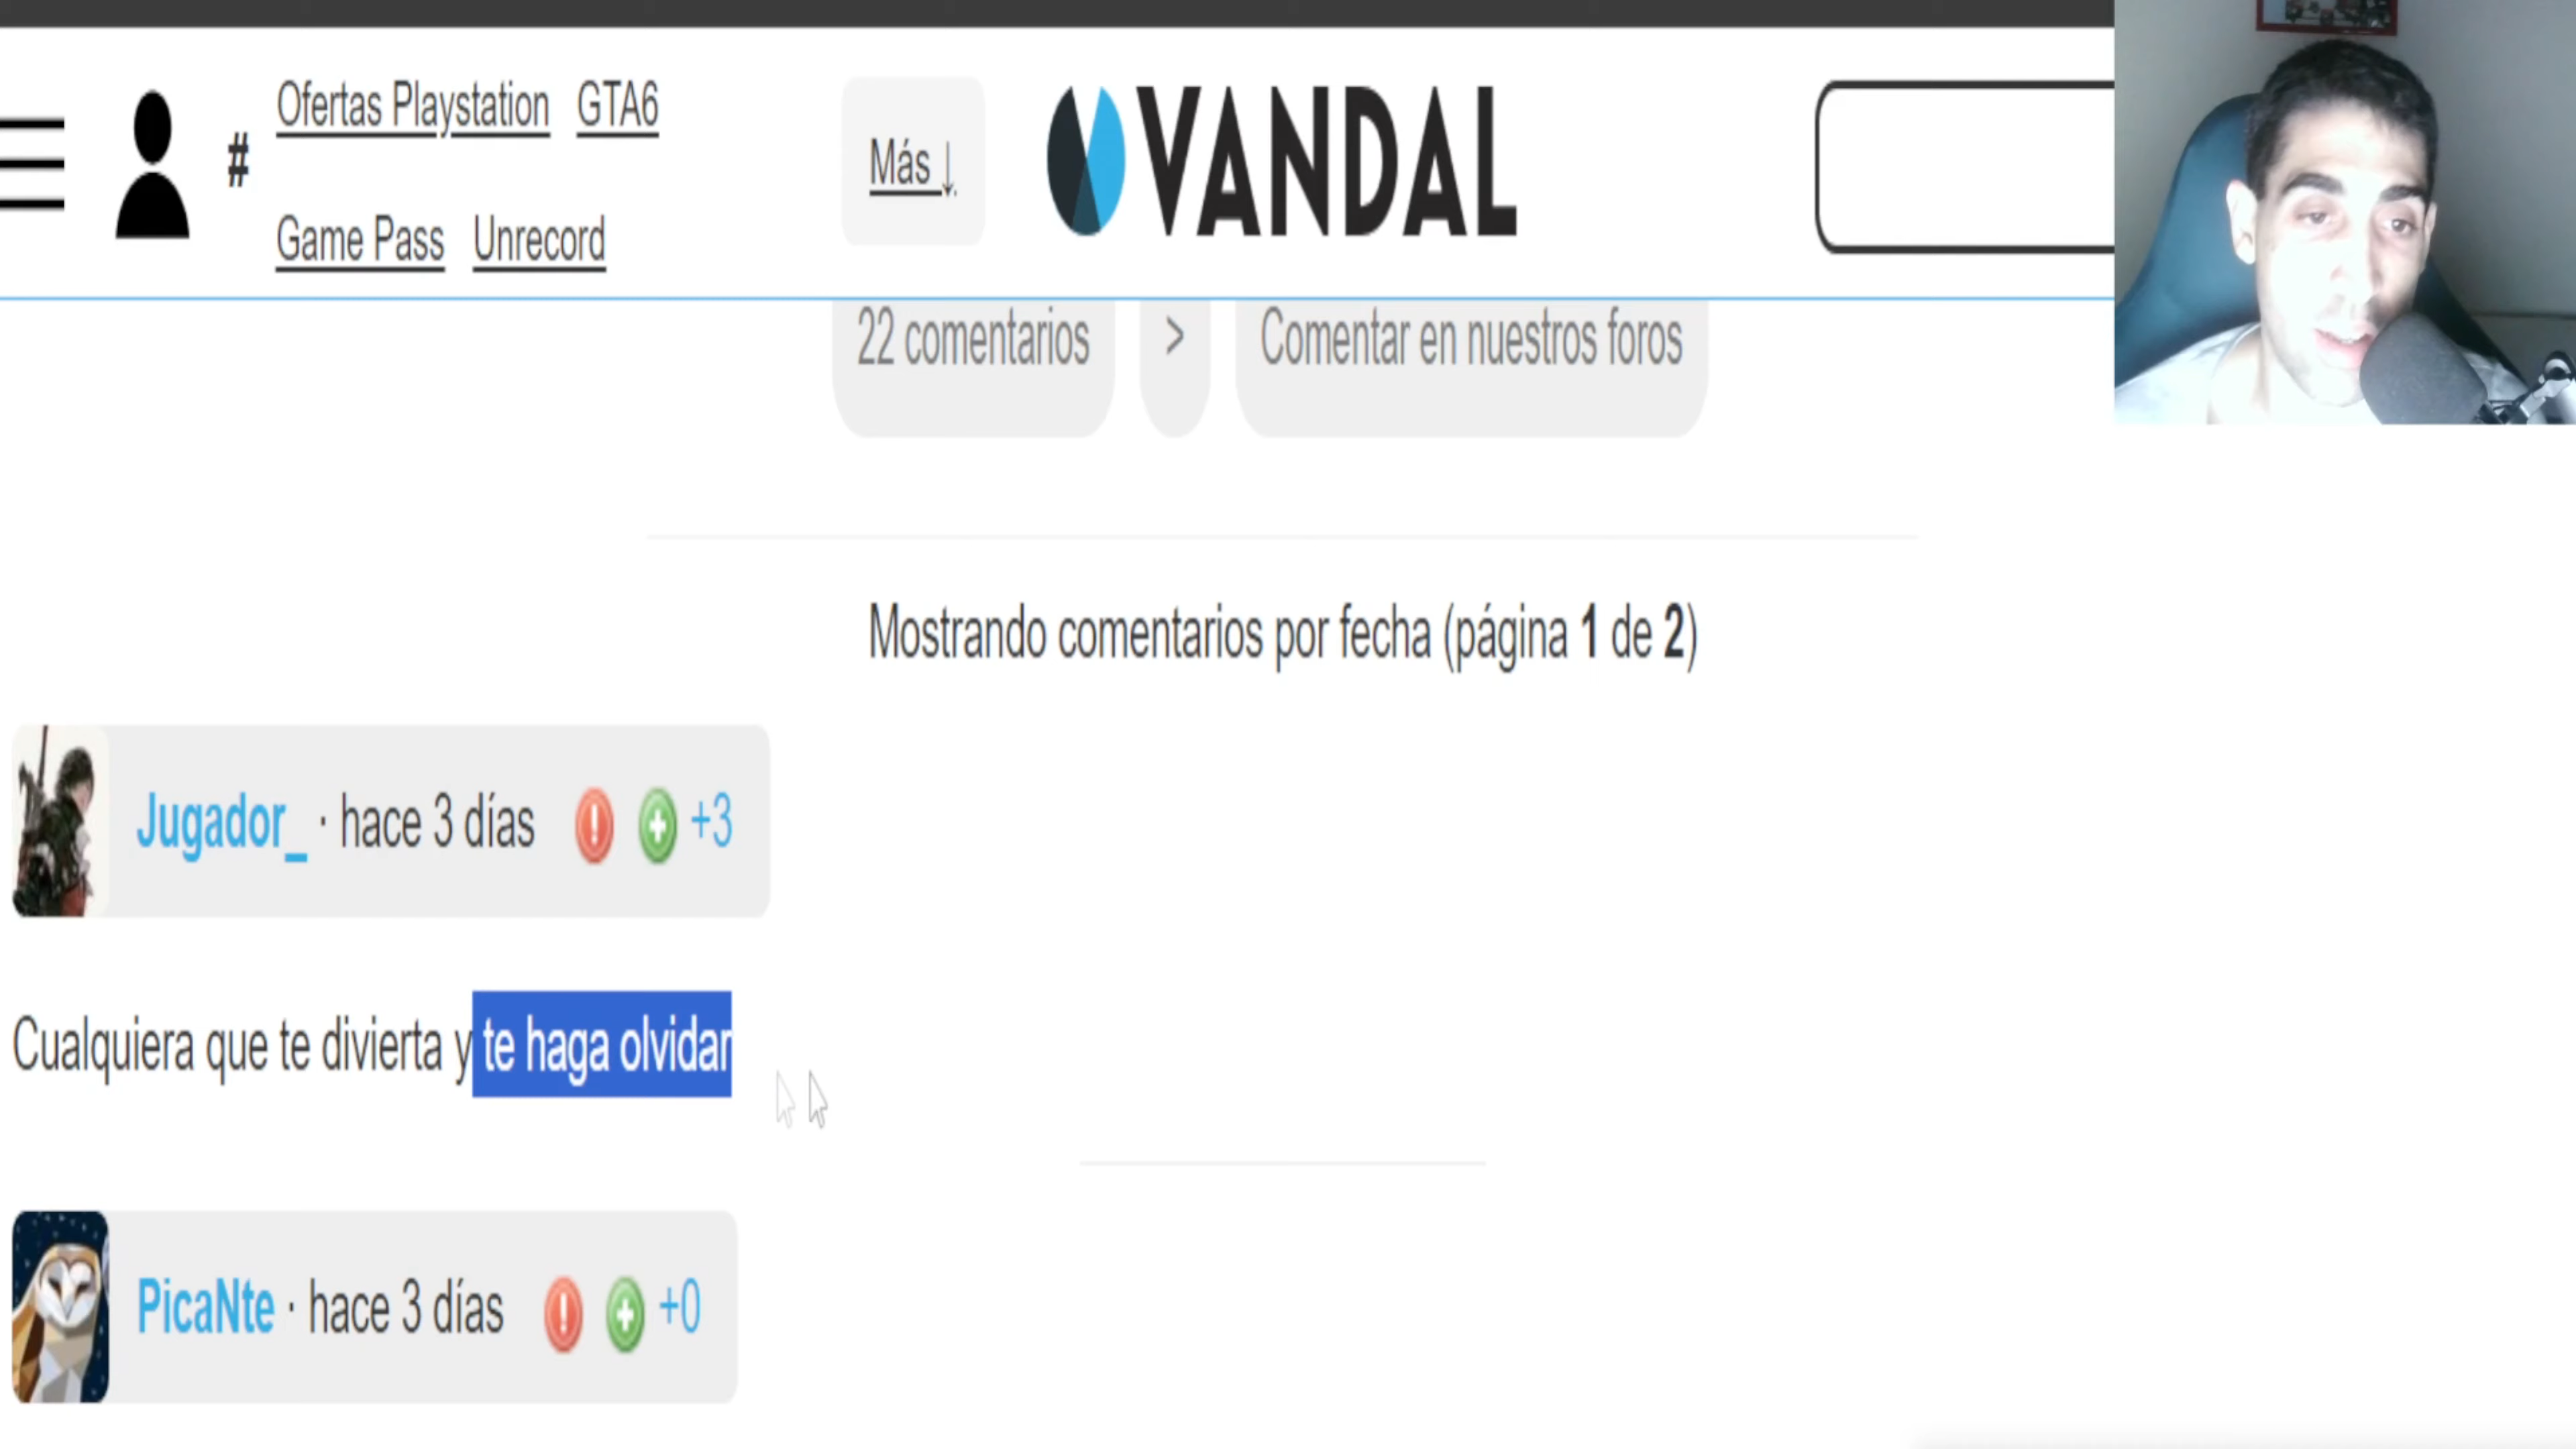 Ofertas Playstation GTA6
#
Game Pass Unrecord
Más ↓
VANDAL
22 comentarios > Comentar en nuestros foros
Mostrando comentarios por fecha (página 1 de 2)
Jugador_ · hace 3 días ! + +3
Cualquiera que te divierta y te haga olvidar
PicaNte · hace 3 días ! + +0